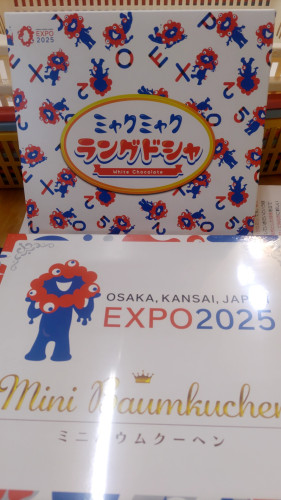 EXPO
2025
ミャクミャク
ラングドシャ
White Chocolate
OSAKA, KANSAI, JAPAN
EXPO2025
Mini Baumkuchen
ミニバウムクーヘン